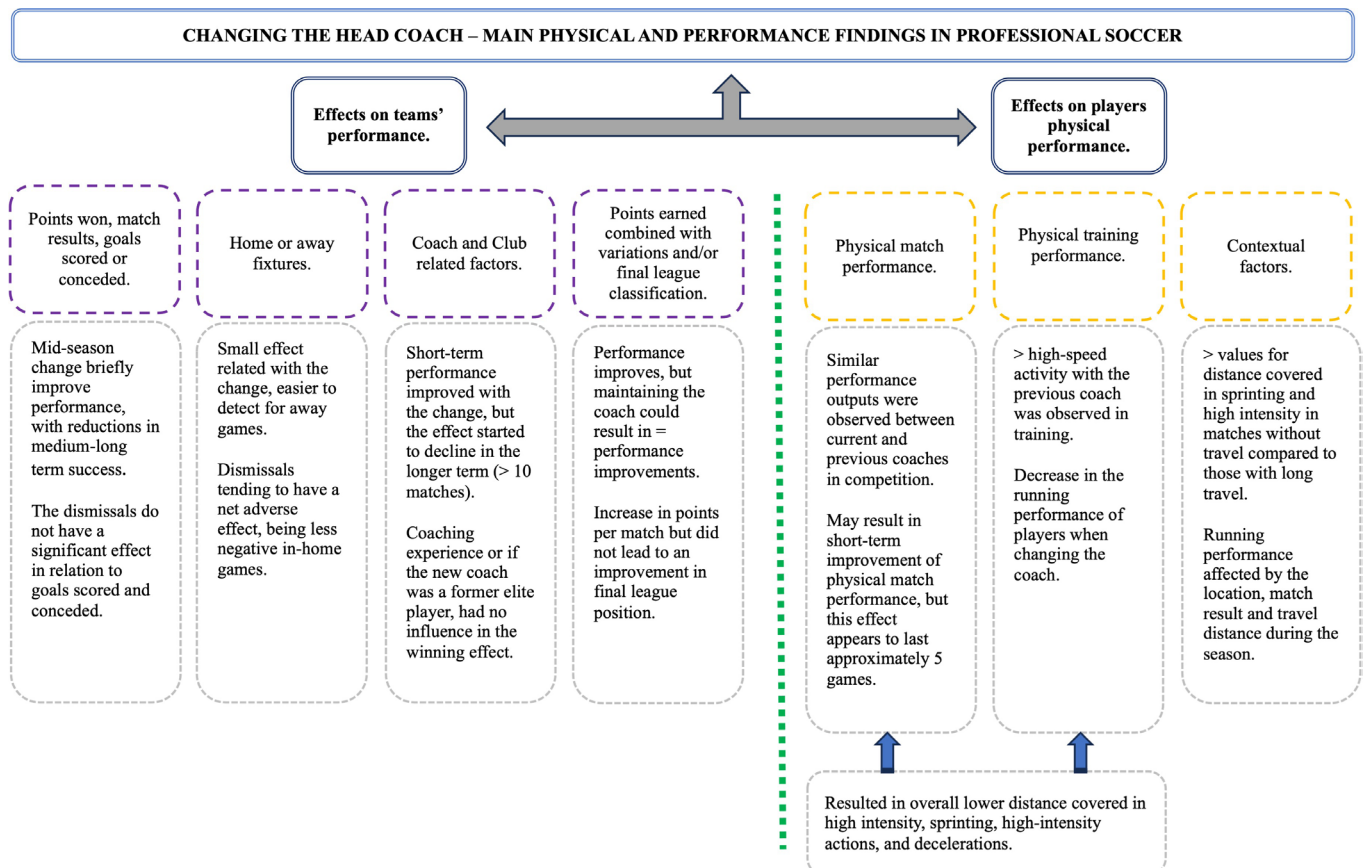 CHANGING THE HEAD COACH – MAIN PHYSICAL AND PERFORMANCE FINDINGS IN PROFESSIONAL SOCCER
Effects on teams’
performance.
Effects on players
physical
performance.
Points won, match
results, goals
scored or
conceded.
Home or away
fixtures.
Coach and Club
related factors.
Points earned
combined with
variations and/or
final league
classification.
Physical match
performance.
Physical training
performance.
Contextual
factors.
Mid-season
change briefly
improve
performance,
with reductions in
medium-long
term success.
The dismissals do
not have a
significant effect
in relation to
goals scored and
conceded.
Small effect
related with the
change, easier to
detect for away
games.
Dismissals
tending to have a
net adverse
effect, being less
negative in-home
games.
Short-term
performance
improved with
the change, but
the effect started
to decline in the
longer term (> 10
matches).
Coaching
experience or if
the new coach
was a former elite
player, had no
influence in the
winning effect.
Performance
improves, but
maintaining the
coach could
result in =
performance
improvements.
Increase in points
per match but did
not lead to an
improvement in
final league
position.
Similar
performance
outputs were
observed between
current and
previous coaches
in competition.
May result in
short-term
improvement of
physical match
performance, but
this effect
appears to last
approximately 5
games.
> high-speed
activity with the
previous coach
was observed in
training.
Decrease in the
running
performance of
players when
changing the
coach.
> values for
distance covered
in sprinting and
high intensity in
matches without
travel compared to
those with long
travel.
Running
performance
affected by the
location, match
result and travel
distance during the
season.
Resulted in overall lower distance covered in
high intensity, sprinting, high-intensity
actions, and decelerations.